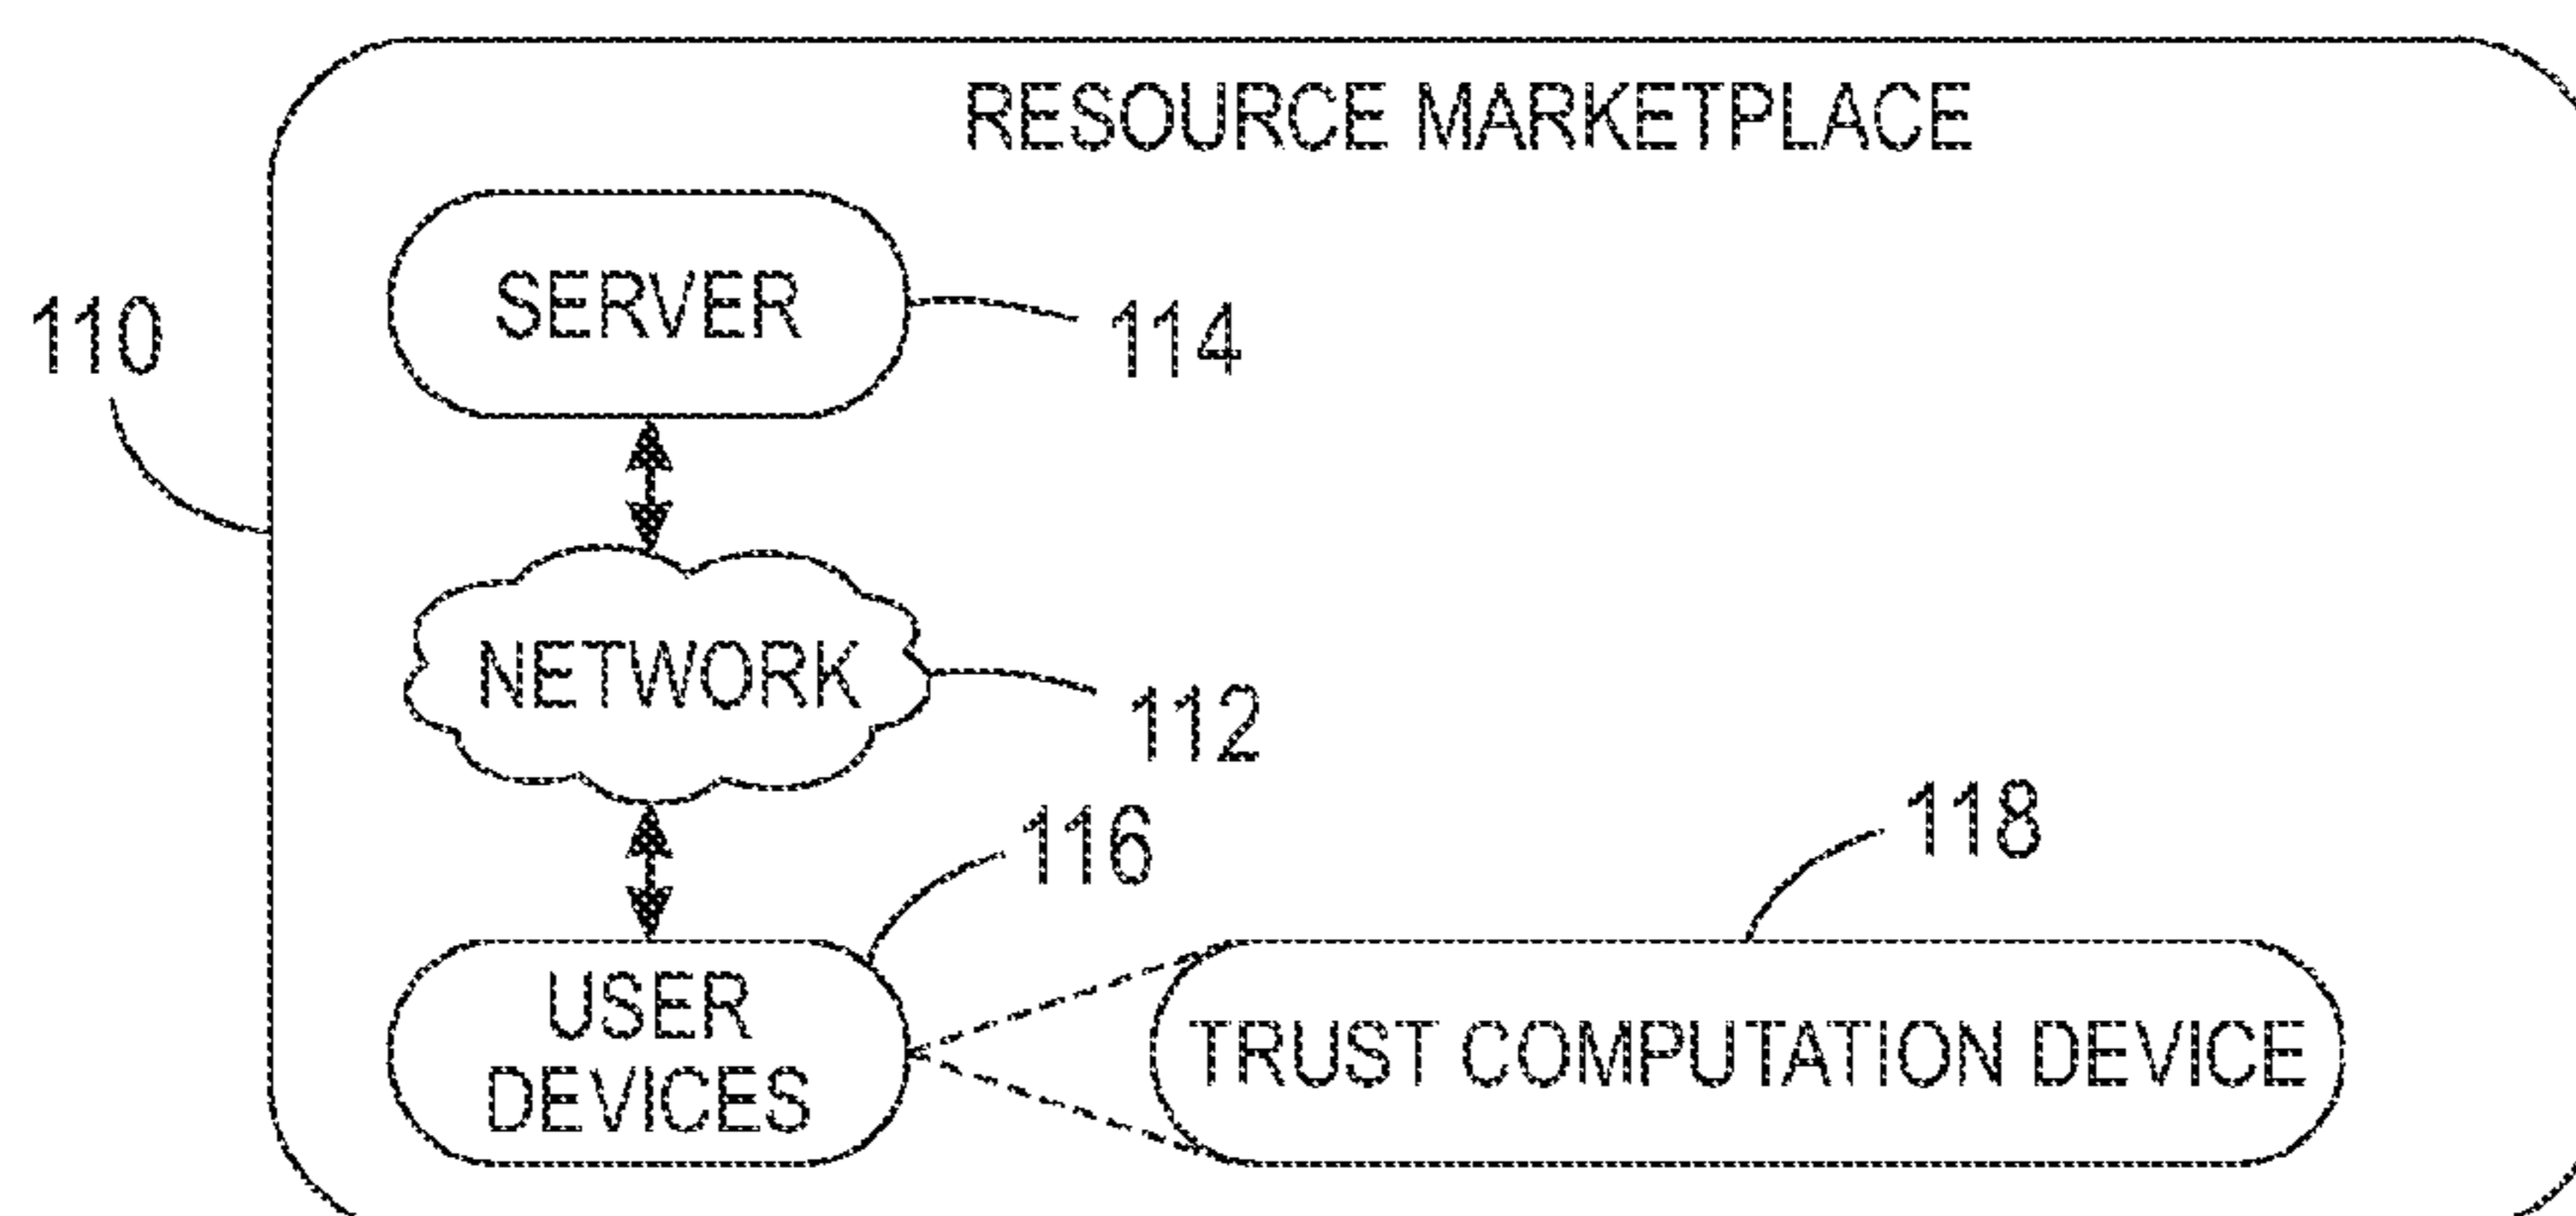 RESOURCE MARKETPLACE
SERVER
110
114
NETWORK
112
116
118
USER
DEVICES
TRUST COMPUTATION DEVICE